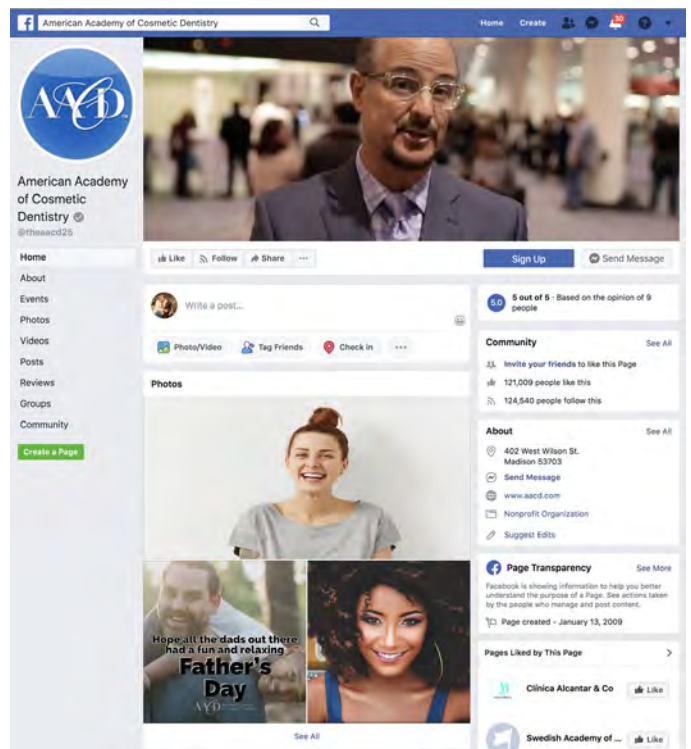 American Academy of Cosmetic Dentistry
Home
Create
30
AACD
American Academy
of Cosmetic
Dentistry
@theaacd25
Home
About
Events
Photos
Videos
Posts
Reviews
Groups
Community
Create a Page
Like
Follow
Share
Sign Up
Send Message
Write a post...
Photo/Video
Tag Friends
Check in
Photos
Hope all the dads out there
had a fun and relaxing
Father's
Day
AACD
See All
5.0
5 out of 5 · Based on the opinion of 9
people
Community
See All
Invite your friends to like this Page
121,009 people like this
124,540 people follow this
About
See All
402 West Wilson St.
Madison 53703
Send Message
www.aacd.com
Nonprofit Organization
Suggest Edits
Page Transparency
See More
Facebook is showing information to help you better
understand the purpose of a Page. See actions taken
by the people who manage and post content.
Page created - January 13, 2009
Pages Liked by This Page
Clínica Alcantar & Co
Like
Swedish Academy of ...
Like